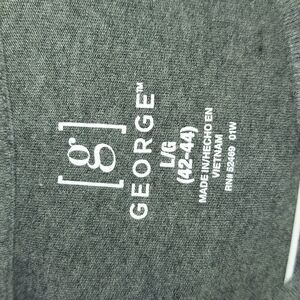 [g]
GEORGE™
L/G
(42-44)
MADE IN/HECHO EN
VIETNAM
RN# 52469 01W